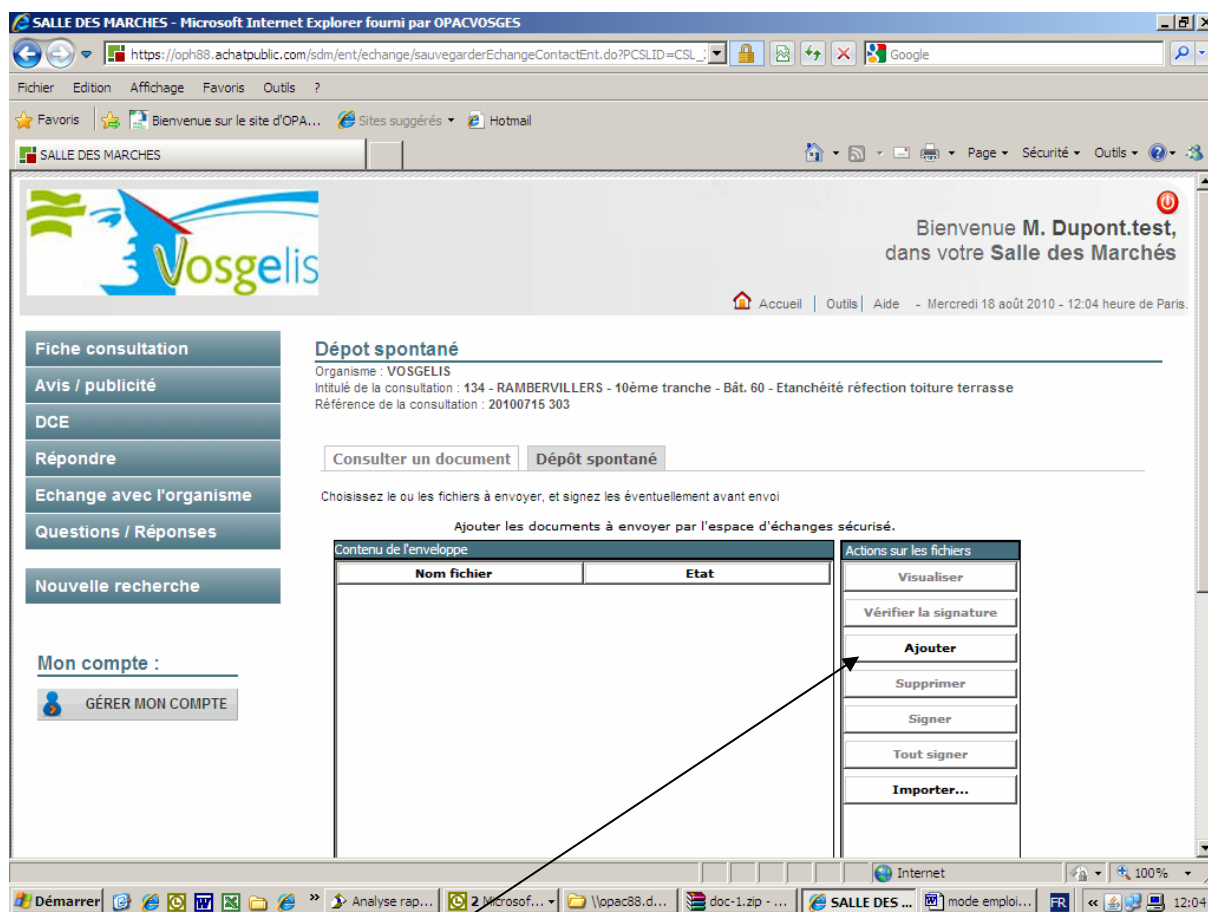 SALLE DES MARCHES - Microsoft Internet Explorer fourni par OPACVOSGES
https://oph88.achatpublic.com/sdm/ent/echange/sauvegarderEchangeContactEnt.do?PCSLID=CSL_
Google
Fichier Edition Affichage Favoris Outils ?
Favoris Bienvenue sur le site d'OPA... Sites suggérés Hotmail
SALLE DES MARCHES Page Sécurité Outils
Vosgelis
Bienvenue M. Dupont.test,
dans votre Salle des Marchés
Accueil | Outils | Aide - Mercredi 18 août 2010 - 12:04 heure de Paris.
Fiche consultation
Avis / publicité
DCE
Répondre
Echange avec l'organisme
Questions / Réponses
Nouvelle recherche
Mon compte :
GÉRER MON COMPTE
Dépot spontané
Organisme : VOSGELIS
Intitulé de la consultation : 134 - RAMBERVILLERS - 10ème tranche - Bât. 60 - Etanchéité réfection toiture terrasse
Référence de la consultation : 20100715 303
Consulter un document Dépôt spontané
Choisissez le ou les fichiers à envoyer, et signez les éventuellement avant envoi
Ajouter les documents à envoyer par l'espace d'échanges sécurisé.
Contenu de l'enveloppe
Nom fichier Etat
Actions sur les fichiers
Visualiser
Vérifier la signature
Ajouter
Supprimer
Signer
Tout signer
Importer...
Internet 100%
Démarrer » Analyse rap... 2 Microsof... \\opac88.d... doc-1.zip - ... SALLE DES ... mode emploi... FR « 12:04